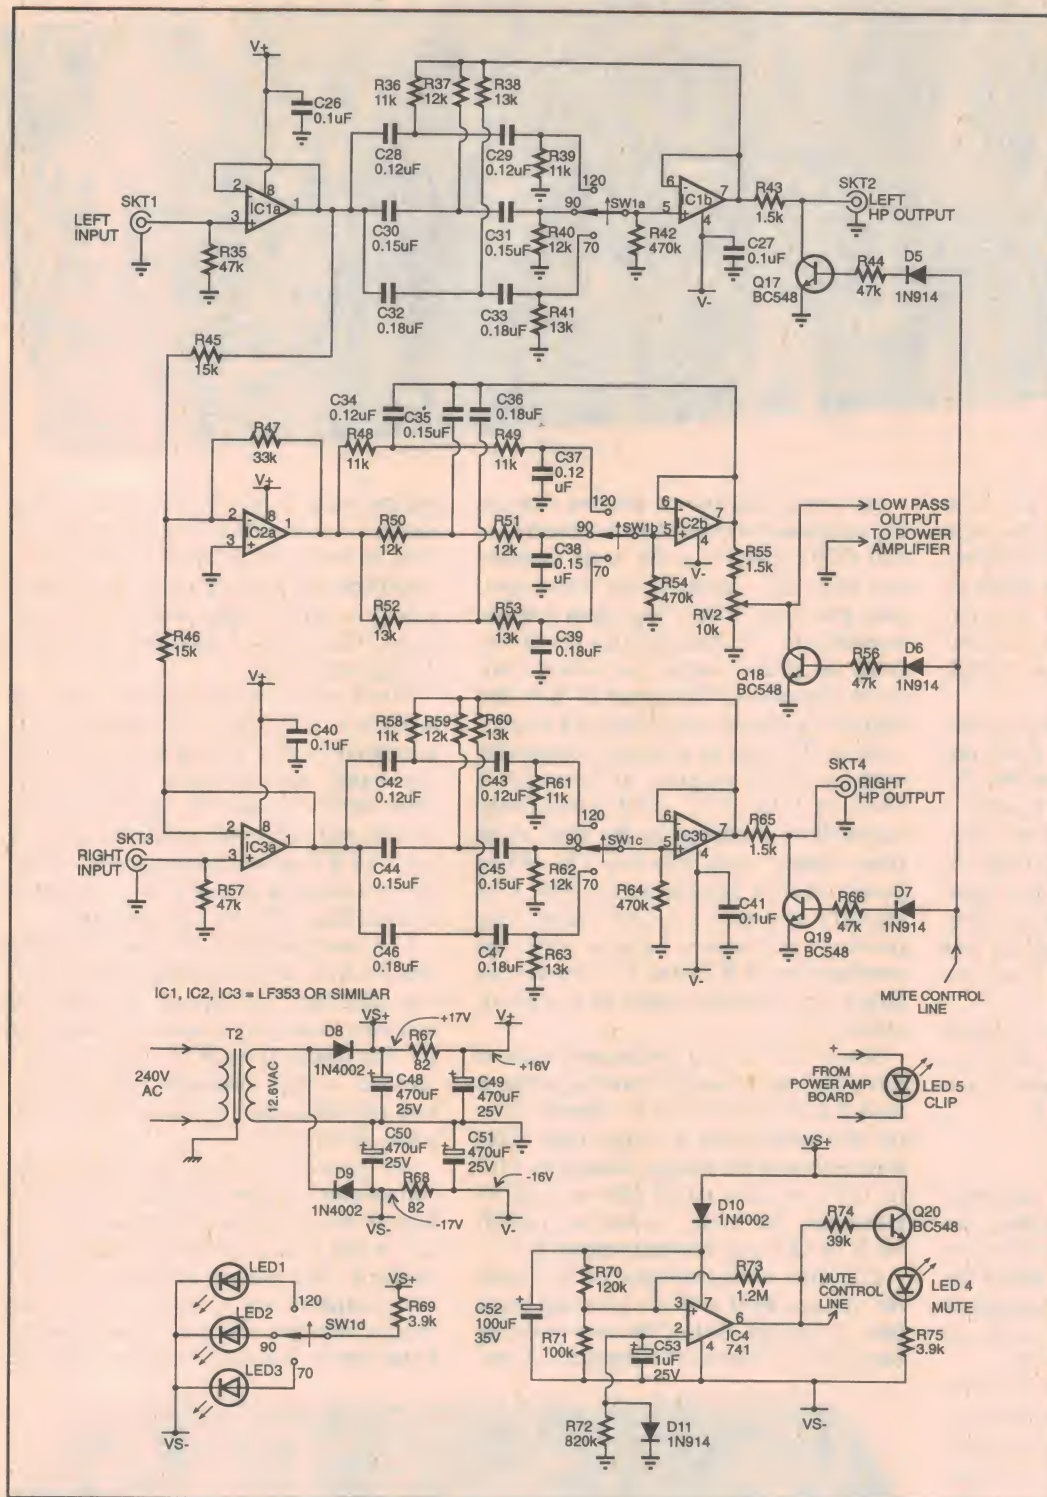 V+
R36
11k
R37
12k
R38
13k
C26
0.1uF
C28
0.12uF
C29
0.12uF
R39
11k
120
SKT1
LEFT
INPUT
2
3
8
1
-
+
IC1a
R35
47k
C30
0.15uF
C31
0.15uF
R40
12k
90
SW1a
70
R42
470k
6
5
7
4
-
+
IC1b
R43
1.5k
SKT2
LEFT
HP OUTPUT
C27
0.1uF
V-
Q17
BC548
R44
47k
D5
1N914
C32
0.18uF
C33
0.18uF
R41
13k
R45
15k
C34
0.12uF
C35
0.15uF
C36
0.18uF
R47
33k
R48
11k
R49
11k
C37
0.12
uF
120
V+
2
3
8
1
-
+
IC2a
R50
12k
R51
12k
90
SW1b
70
C38
0.15
uF
6
5
7
4
-
+
IC2b
V-
LOW PASS
OUTPUT
TO POWER
AMPLIFIER
R54
470k
R55
1.5k
RV2
10k
R52
13k
R53
13k
C39
0.18uF
R46
15k
Q18
BC548
R56
47k
D6
1N914
V+
C40
0.1uF
R58
11k
R59
12k
R60
13k
C42
0.12uF
C43
0.12uF
R61
11k
120
SKT3
RIGHT
INPUT
2
3
8
1
-
+
IC3a
R57
47k
C44
0.15uF
C45
0.15uF
R62
12k
90
SW1c
70
R64
470k
6
5
7
4
-
+
IC3b
R65
1.5k
SKT4
RIGHT
HP OUTPUT
C41
0.1uF
V-
Q19
BC548
R66
47k
D7
1N914
C46
0.18uF
C47
0.18uF
R63
13k
MUTE CONTROL
LINE
IC1, IC2, IC3 = LF353 OR SIMILAR
T2
240V
AC
12.6VAC
D8
1N4002
VS+
+17V
R67
82
V+
+16V
+
C48
470uF
25V
C49
470uF
25V
+
C50
470uF
25V
+
C51
470uF
25V
D9
1N4002
VS-
-17V
R68
82
-16V
V-
+
FROM
POWER AMP
BOARD
LED 5
CLIP
LED1
120
LED2
90
SW1d
LED3
70
VS+
R69
3.9k
VS-
VS+
D10
1N4002
R74
39k
Q20
BC548
R70
120k
R73
1.2M
MUTE
CONTROL
LINE
LED 4
MUTE
+
C52
100uF
35V
R71
100k
3
2
7
6
4
+
-
IC4
741
+
C53
1uF
25V
R75
3.9k
R72
820k
D11
1N914
VS-